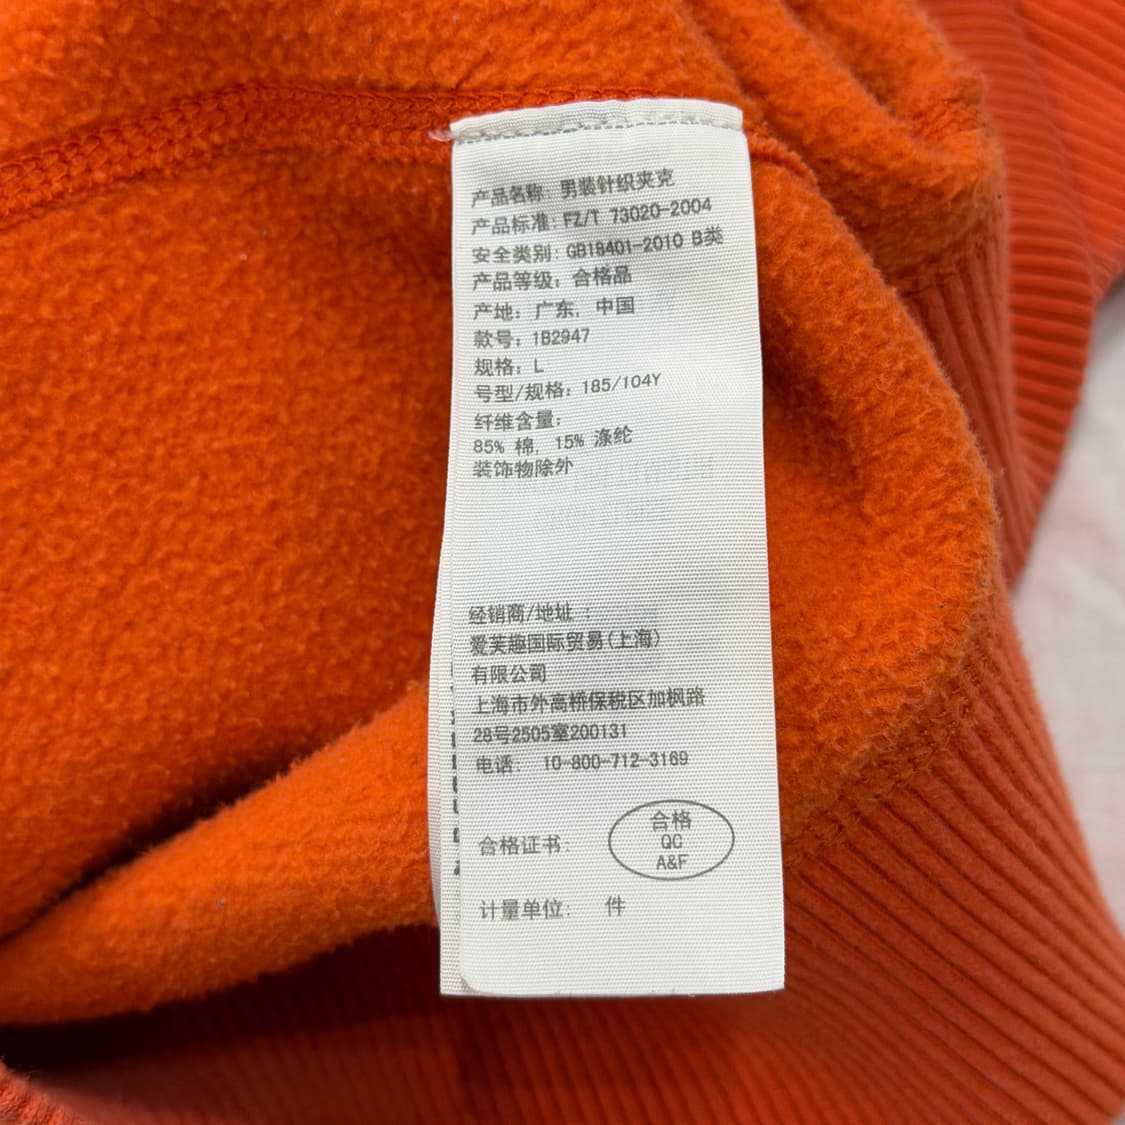 产品名称: 男装针织夹克
产品标准: FZ/T 73020-2004
安全类别: GB18401-2010 B类
产品等级: 合格品
产地: 广东, 中国
款号: 1B2947
规格: L
号型/规格: 185/104Y
纤维含量:
85% 棉, 15% 涤纶
装饰物除外
经销商/地址 :
爱芙趣国际贸易(上海)
有限公司
上海市外高桥保税区加枫路
28号2505室200131
电话: 10-800-712-3169
合格证书:
合格
QC
A&F
计量单位: 件